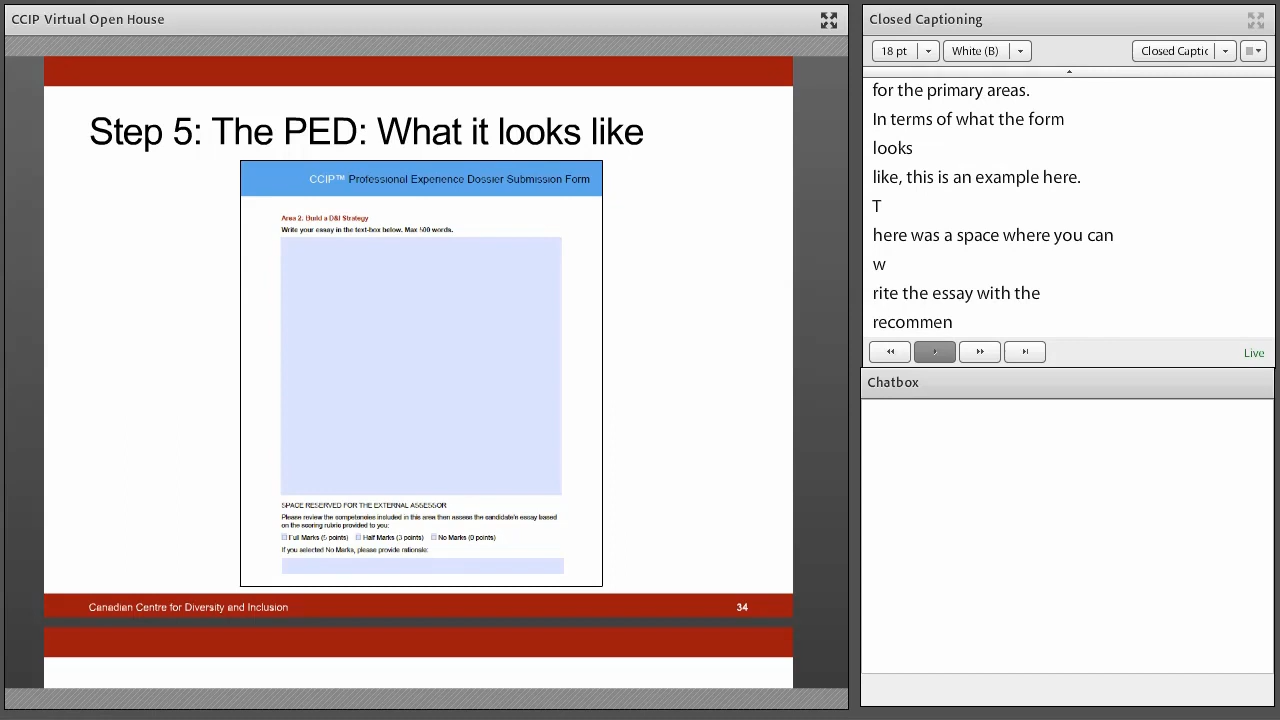 CCIP Virtual Open House
Step 5: The PED: What it looks like
CCIP™ Professional Experience Dossier Submission Form
Area 2. Build a D&I Strategy
Write your essay in the text-box below. Max 500 words.
SPACE RESERVED FOR THE EXTERNAL ASSESSOR
Please review the competencies included in this area then assess the candidate's essay based
on the scoring rubric provided to you:
Full Marks (5 points) Half Marks (3 points) No Marks (0 points)
If you selected No Marks, please provide rationale:
Canadian Centre for Diversity and Inclusion 34
Closed Captioning
18 pt White (B) Closed Captic
for the primary areas.
In terms of what the form
looks
like, this is an example here.
T
here was a space where you can
w
rite the essay with the
recommen
Live
Chatbox